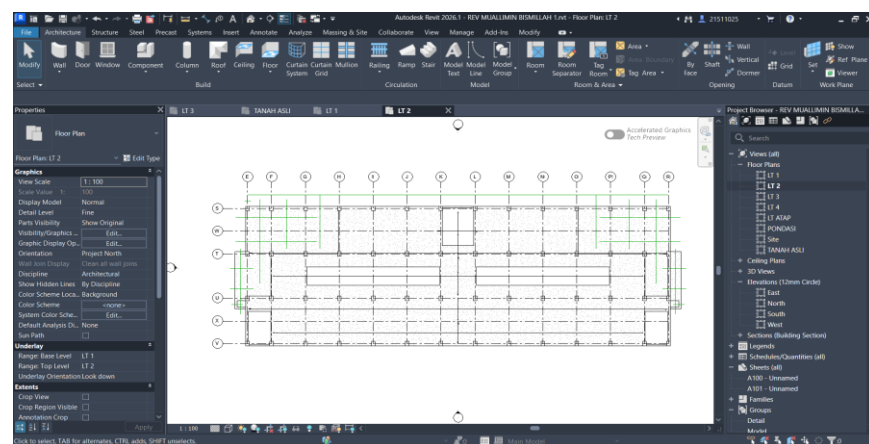 Autodesk Revit 2026.1 - REV MUALLIMIN BISMILLAH 1.rvt - Floor Plan: LT 2
21511025
File Architecture Structure Steel Precast Systems Insert Annotate Analyze Massing & Site Collaborate View Manage Add-Ins Modify
Modify Wall Door Window Component Column Roof Ceiling Floor Curtain System Curtain Grid Mullion Railing Ramp Stair Model Text Model Line Model Group Room Room Separator Tag Room Area Area Boundary Tag Area By Face Shaft Wall Vertical Dormer Level Grid Set Show Ref Plane Viewer
Select Build Circulation Model Room & Area Opening Datum Work Plane
Properties
LT 3 TANAH ASLI LT 1 LT 2
Project Browser - REV MUALLIMIN BISMILLA...
Floor Plan
Floor Plan: LT 2 Edit Type
Graphics
View Scale 1 : 100
Scale Value 1: 100
Display Model Normal
Detail Level Fine
Parts Visibility Show Original
Visibility/Graphics ... Edit...
Graphic Display Op... Edit...
Orientation Project North
Wall Join Display Clean all wall joins
Discipline Architectural
Show Hidden Lines By Discipline
Color Scheme Loca... Background
Color Scheme <none>
System Color Sche... Edit...
Default Analysis Di... None
Sun Path
Underlay
Range: Base Level LT 1
Range: Top Level LT 2
Underlay Orientation Look down
Extents
Crop View
Crop Region Visible
Annotation Crop
Apply
Accelerated Graphics
Tech Preview
E F G H I J K L M N O P Q R
S
W
T
U
X
V
Search
Views (all)
Floor Plans
LT 1
LT 2
LT 3
LT 4
LT ATAP
PONDASI
Site
TANAH ASLI
Ceiling Plans
3D Views
Elevations (12mm Circle)
East
North
South
West
Sections (Building Section)
Legends
Schedules/Quantities (all)
Sheets (all)
A100 - Unnamed
A101 - Unnamed
Families
Groups
Detail
Model
1 : 100
Click to select, TAB for alternates, CTRL adds, SHIFT unselects.
Main Model